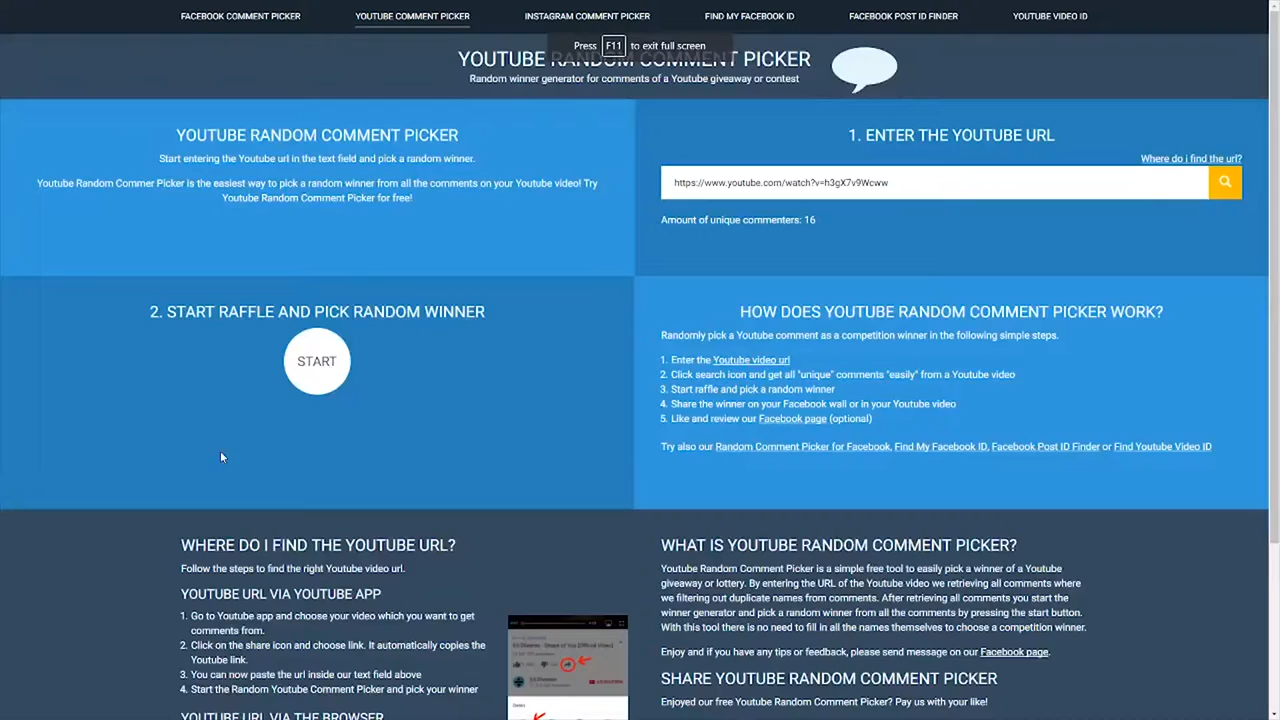 FACEBOOK COMMENT PICKER
YOUTUBE COMMENT PICKER
INSTAGRAM COMMENT PICKER
FIND MY FACEBOOK ID
FACEBOOK POST ID FINDER
YOUTUBE VIDEO ID
Press F11 to exit full screen
YOUTUBE RANDOM COMMENT PICKER
Random winner generator for comments of a Youtube giveaway or contest
YOUTUBE RANDOM COMMENT PICKER
Start entering the Youtube url in the text field and pick a random winner.
Youtube Random Commer Picker is the easiest way to pick a random winner from all the comments on your Youtube video! Try
Youtube Random Comment Picker for free!
1. ENTER THE YOUTUBE URL
Where do i find the url?
https://www.youtube.com/watch?v=h3gX7v9Wcww
Amount of unique commenters: 16
2. START RAFFLE AND PICK RANDOM WINNER
START
HOW DOES YOUTUBE RANDOM COMMENT PICKER WORK?
Randomly pick a Youtube comment as a competition winner in the following simple steps.
1. Enter the Youtube video url
2. Click search icon and get all "unique" comments "easily" from a Youtube video
3. Start raffle and pick a random winner
4. Share the winner on your Facebook wall or in your Youtube video
5. Like and review our Facebook page (optional)
Try also our Random Comment Picker for Facebook, Find My Facebook ID, Facebook Post ID Finder or Find Youtube Video ID
WHERE DO I FIND THE YOUTUBE URL?
Follow the steps to find the right Youtube video url.
YOUTUBE URL VIA YOUTUBE APP
1. Go to Youtube app and choose your video which you want to get
comments from.
2. Click on the share icon and choose link. It automatically copies the
Youtube link.
3. You can now paste the url inside our text field above
4. Start the Random Youtube Comment Picker and pick your winner
YOUTUBE URL VIA THE BROWSER
WHAT IS YOUTUBE RANDOM COMMENT PICKER?
Youtube Random Comment Picker is a simple free tool to easily pick a winner of a Youtube
giveaway or lottery. By entering the URL of the Youtube video we retrieving all comments where
we filtering out duplicate names from comments. After retrieving all comments you start the
winner generator and pick a random winner from all the comments by pressing the start button.
With this tool there is no need to fill in all the names themselves to choose a competition winner.
Enjoy and if you have any tips or feedback, please send message on our Facebook page.
SHARE YOUTUBE RANDOM COMMENT PICKER
Enjoyed our free Youtube Random Comment Picker? Pay us with your like!